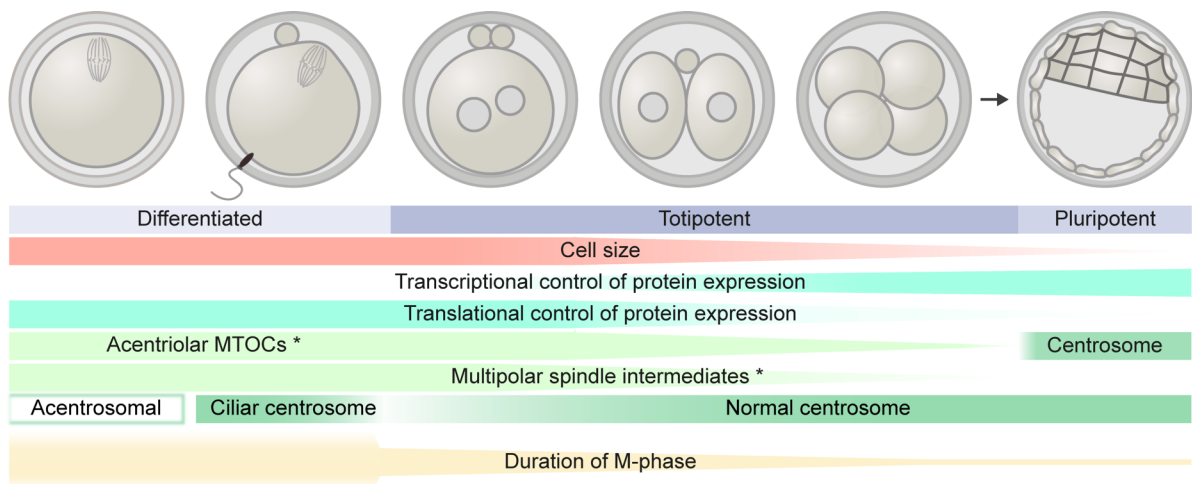 Differentiated Totipotent Pluripotent
Cell size
Transcriptional control of protein expression
Translational control of protein expression
Acentriolar MTOCs * Centrosome
Multipolar spindle intermediates *
Acentrosomal Ciliar centrosome Normal centrosome
Duration of M-phase